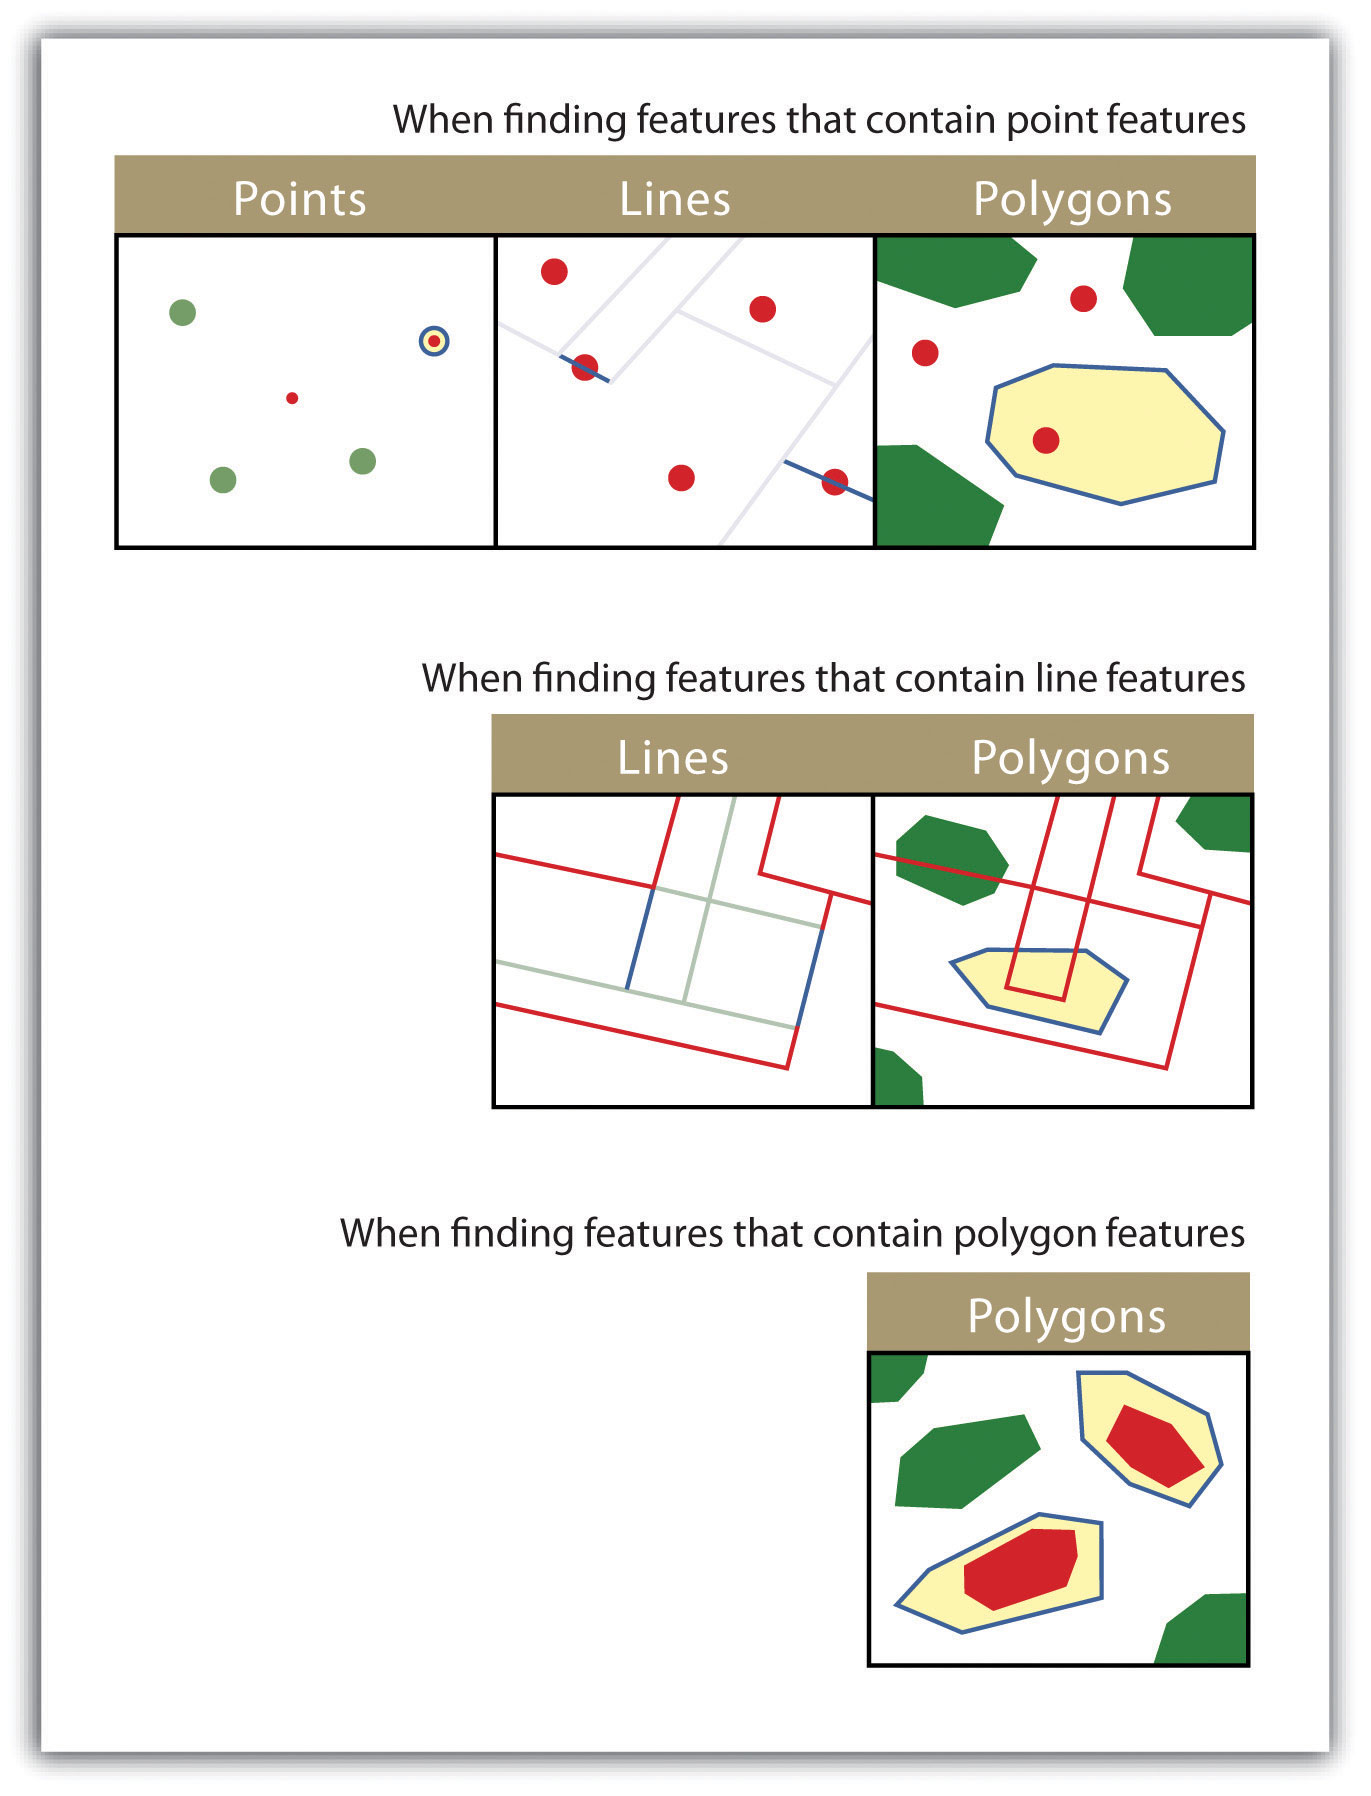 When finding features that contain point features
Points Lines Polygons
When finding features that contain line features
Lines Polygons
When finding features that contain polygon features
Polygons